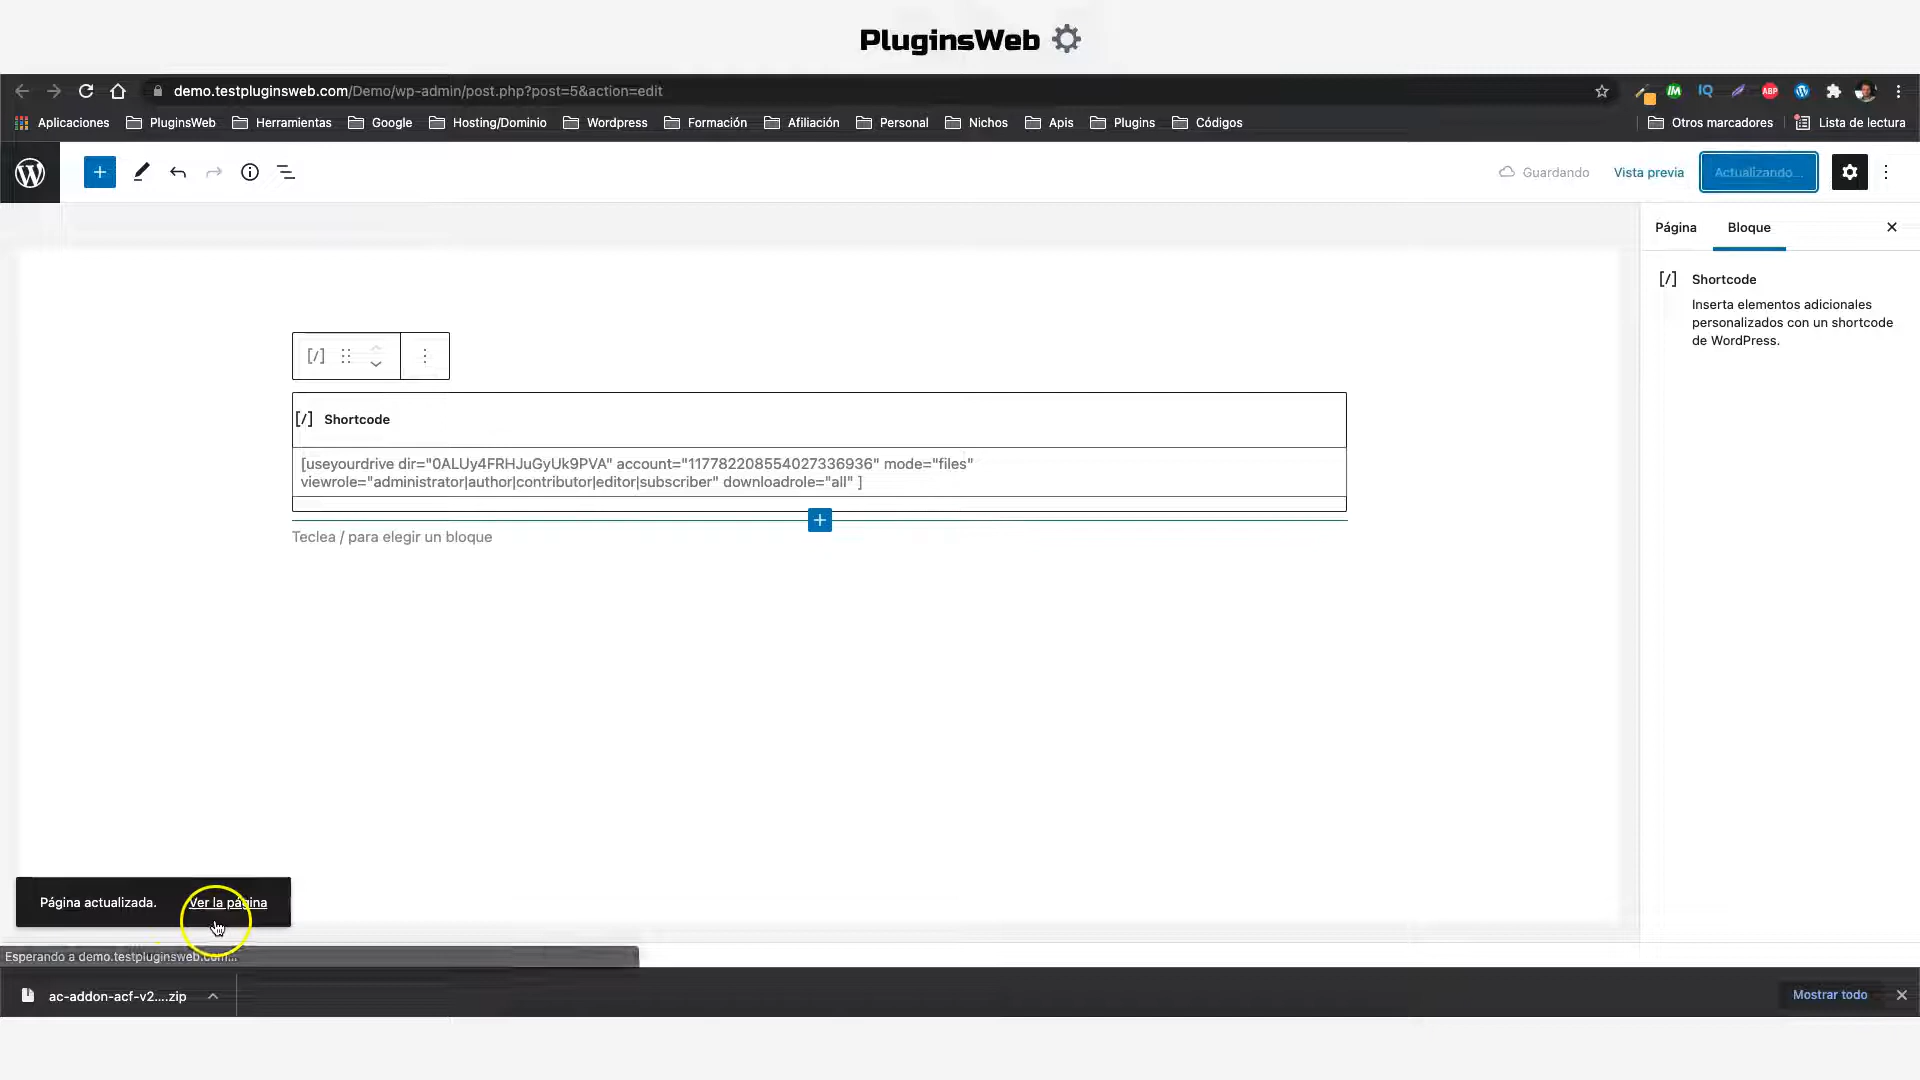 PluginsWeb
demo.testpluginsweb.com/Demo/wp-admin/post.php?post=5&action=edit
IM
IQ
ABP
Aplicaciones
PluginsWeb
Herramientas
Google
Hosting/Dominio
Wordpress
Formación
Afiliación
Personal
Nichos
Apis
Plugins
Códigos
Otros marcadores
Lista de lectura
Guardando
Vista previa
Actualizando...
Página
Bloque
[/] Shortcode
Inserta elementos adicionales
personalizados con un shortcode
de WordPress.
[/]
[/] Shortcode
[useyourdrive dir="0ALUy4FRHJuGyUk9PVA" account="117782208554027336936" mode="files"
viewrole="administrator|author|contributor|editor|subscriber" downloadrole="all" ]
Teclea / para elegir un bloque
Página actualizada.
Ver la página
Esperando a demo.testpluginsweb.com...
ac-addon-acf-v2....zip
Mostrar todo